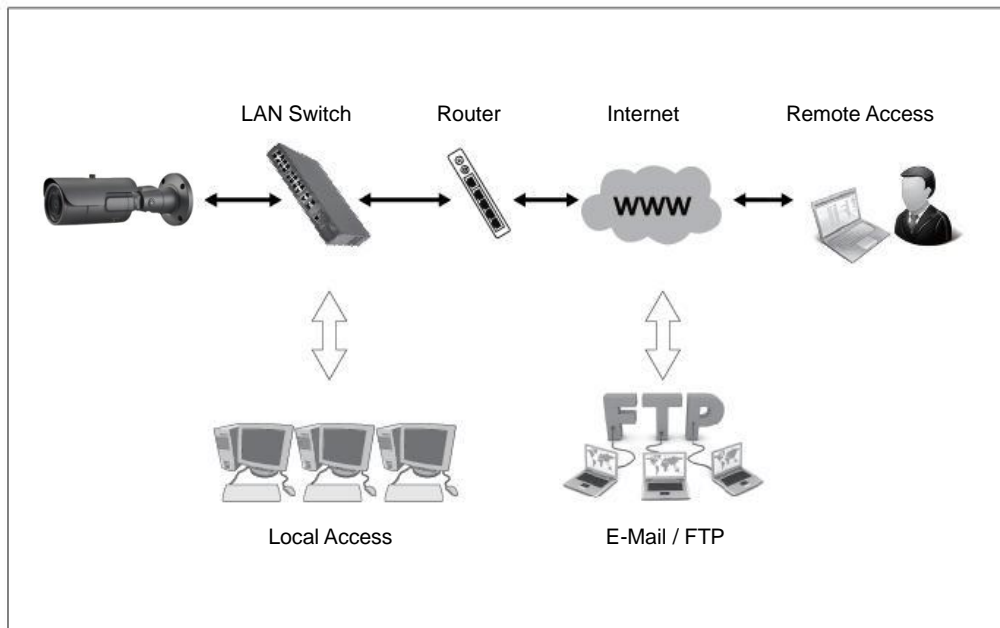 LAN Switch
Router
Internet
Remote Access
WWW
FTP
Local Access
E-Mail / FTP